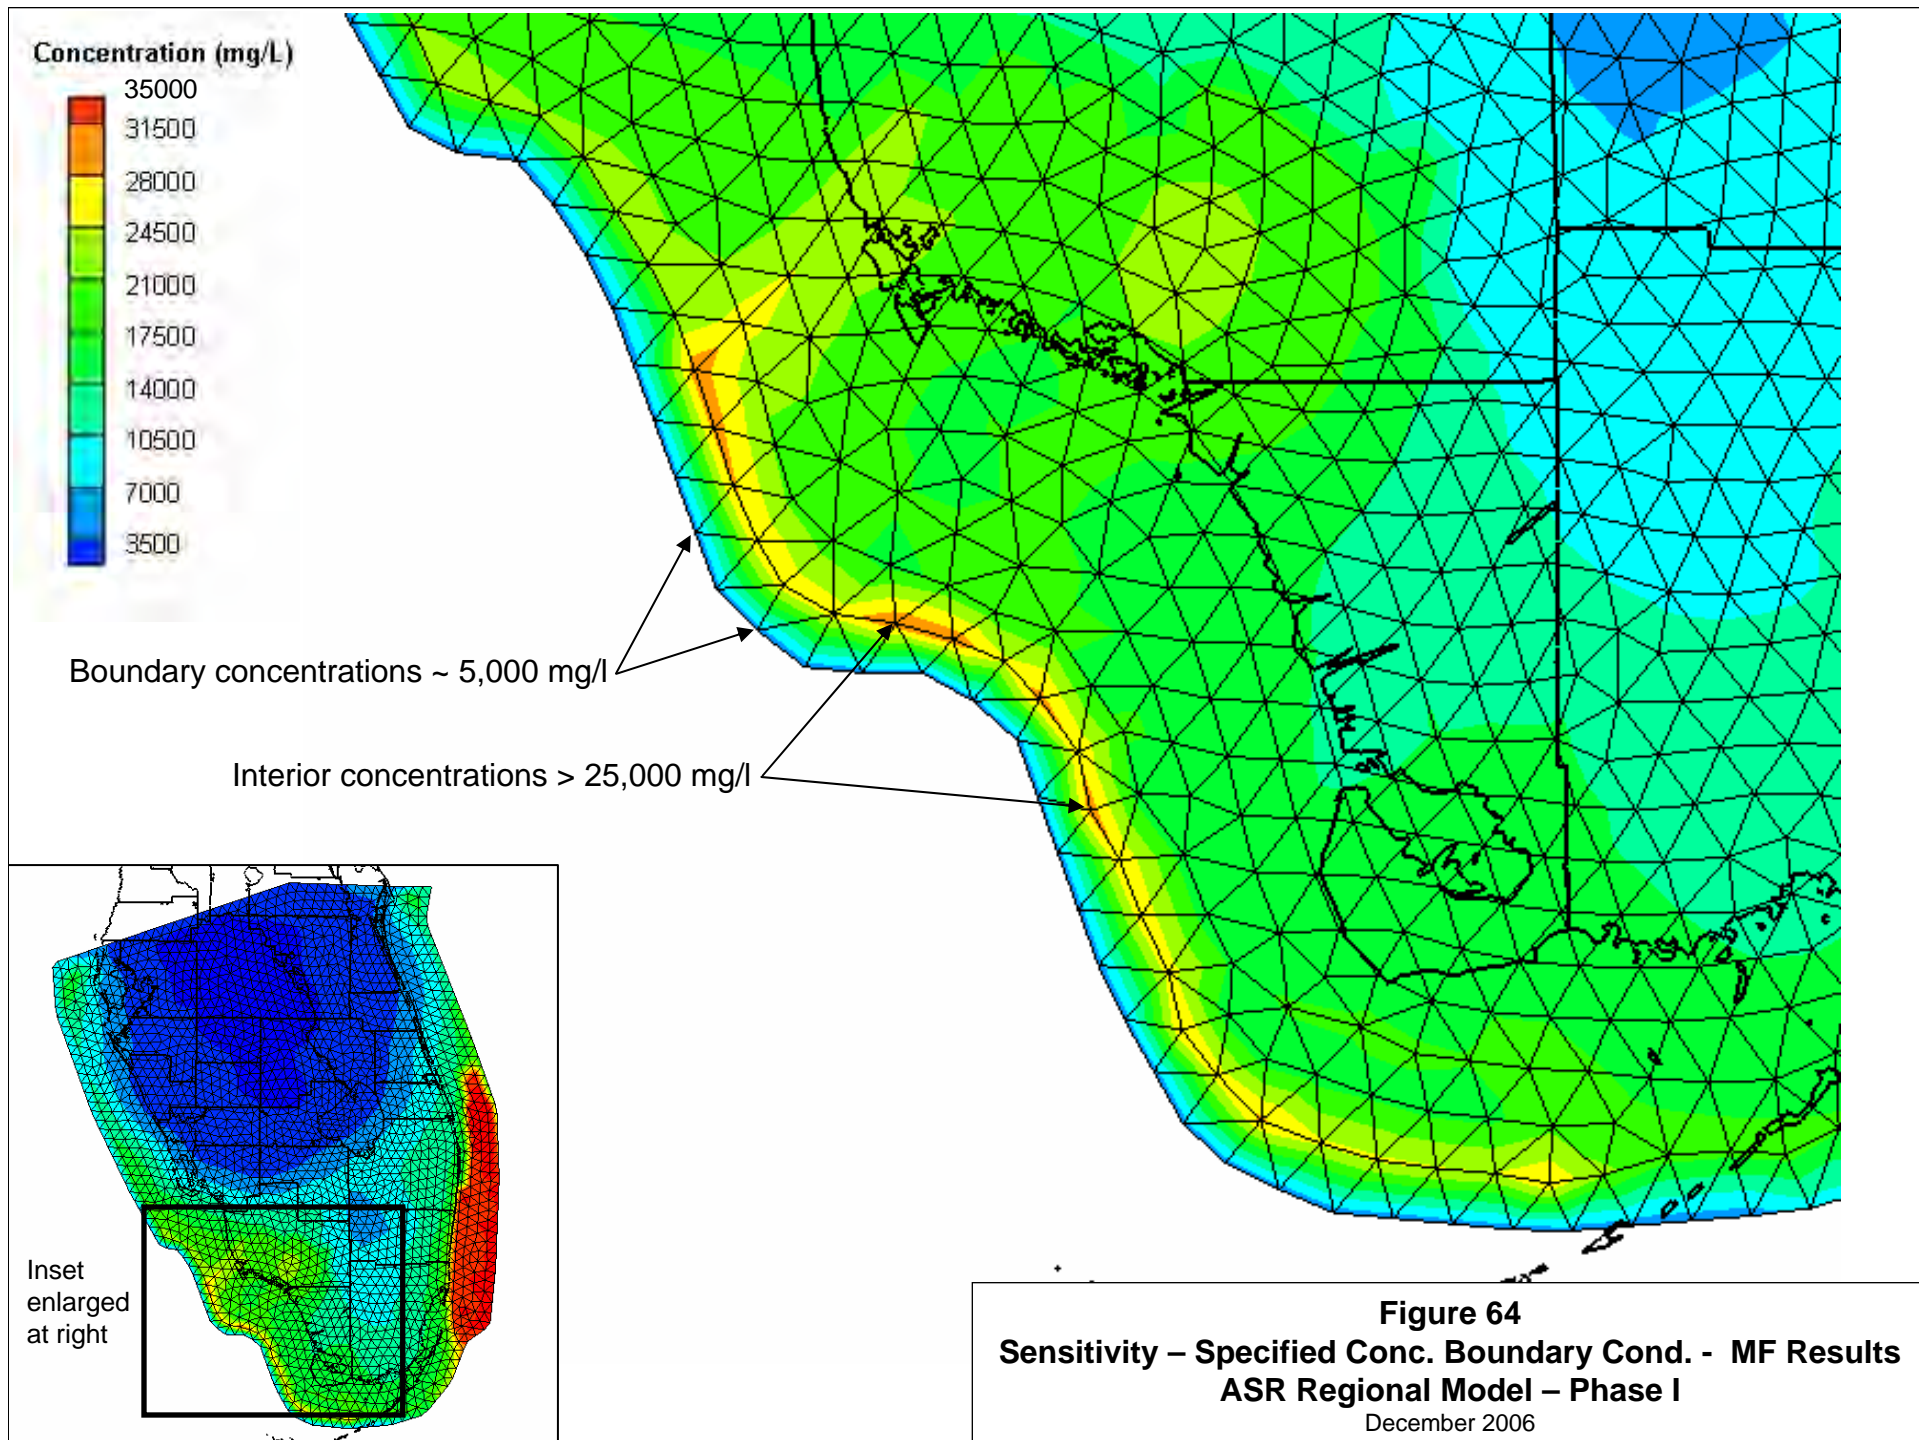 Concentration (mg/L)
35000
31500
28000
24500
21000
17500
14000
10500
7000
3500
Boundary concentrations ~ 5,000 mg/l
Interior concentrations > 25,000 mg/l
Inset
enlarged
at right
Figure 64
Sensitivity – Specified Conc. Boundary Cond. - MF Results
ASR Regional Model – Phase I
December 2006